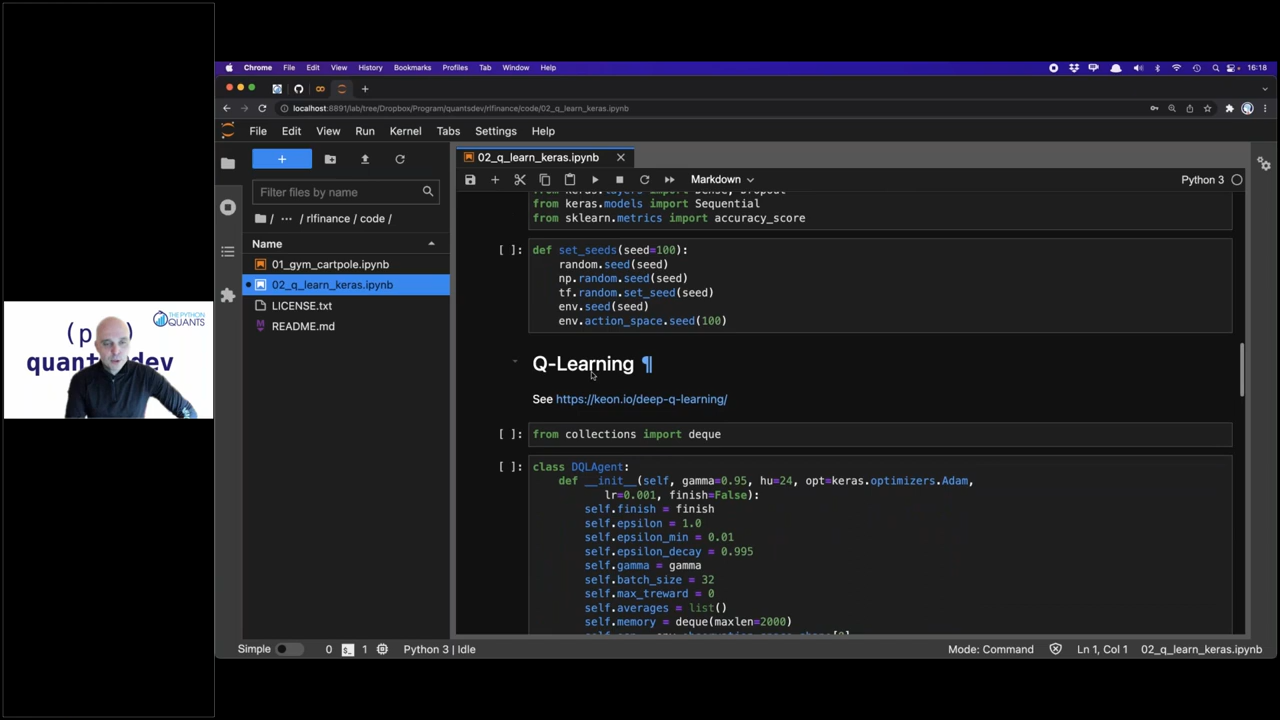 Chrome File Edit View History Bookmarks Profiles Tab Window Help 16:18
localhost:8891/lab/tree/Dropbox/Program/quantsdev/rlfinance/code/02_q_learn_keras.ipynb
File Edit View Run Kernel Tabs Settings Help
02_q_learn_keras.ipynb
Markdown Python 3
Filter files by name
/ ··· / rlfinance / code /
Name
01_gym_cartpole.ipynb
02_q_learn_keras.ipynb
LICENSE.txt
README.md
from keras.layers import Dense, Dropout
from keras.models import Sequential
from sklearn.metrics import accuracy_score
[ ]: def set_seeds(seed=100):
random.seed(seed)
np.random.seed(seed)
tf.random.set_seed(seed)
env.seed(seed)
env.action_space.seed(100)
Q-Learning ¶
See https://keon.io/deep-q-learning/
[ ]: from collections import deque
[ ]: class DQLAgent:
def __init__(self, gamma=0.95, hu=24, opt=keras.optimizers.Adam,
lr=0.001, finish=False):
self.finish = finish
self.epsilon = 1.0
self.epsilon_min = 0.01
self.epsilon_decay = 0.995
self.gamma = gamma
self.batch_size = 32
self.max_treward = 0
self.averages = list()
self.memory = deque(maxlen=2000)
THE PYTHON
QUANTS
(p )
quant dev
Simple 0 1 Python 3 | Idle Mode: Command Ln 1, Col 1 02_q_learn_keras.ipynb